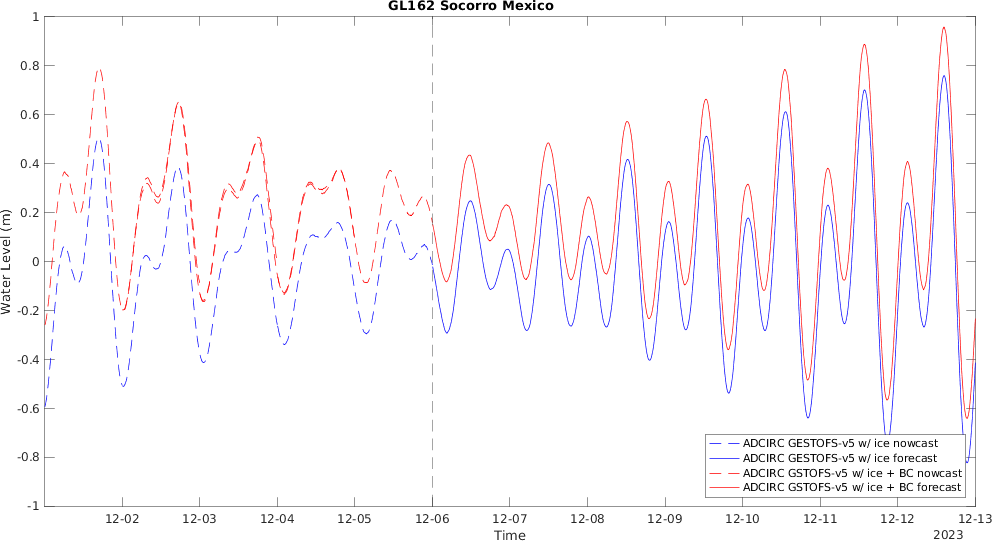 GL162 Socorro Mexico
Water Level (m)
1
0.8
0.6
0.4
0.2
0
-0.2
-0.4
-0.6
-0.8
-1
ADCIRC GESTOFS-v5 w/ ice nowcast
ADCIRC GESTOFS-v5 w/ ice forecast
ADCIRC GSTOFS-v5 w/ ice + BC nowcast
ADCIRC GSTOFS-v5 w/ ice + BC forecast
12-02 12-03 12-04 12-05 12-06 12-07 12-08 12-09 12-10 12-11 12-12 12-13
Time
2023